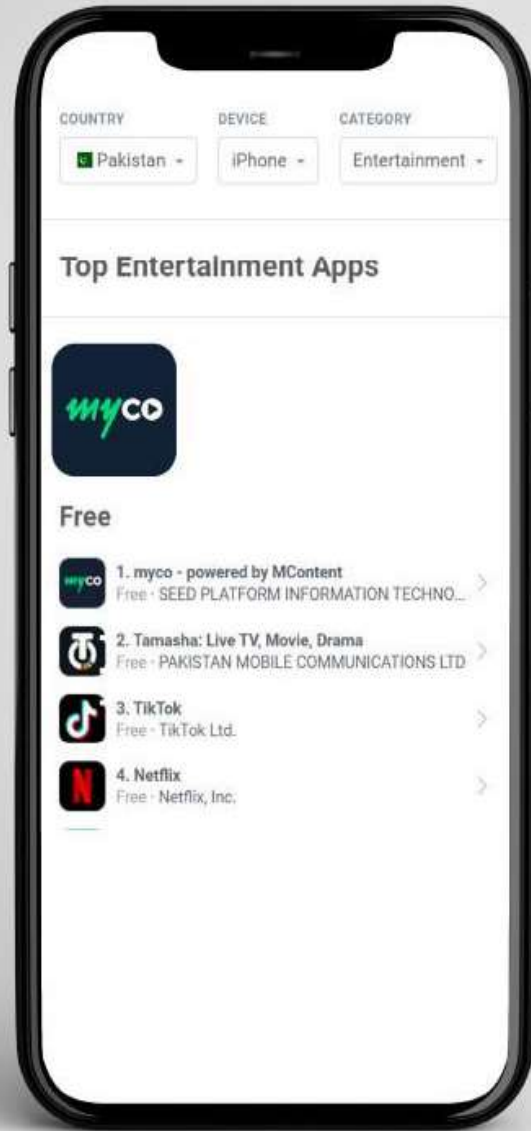 COUNTRY DEVICE CATEGORY
Pakistan iPhone Entertainment
Top Entertainment Apps
myco
Free
myco
1. myco - powered by MContent
Free · SEED PLATFORM INFORMATION TECHNO...
2. Tamasha: Live TV, Movie, Drama
Free · PAKISTAN MOBILE COMMUNICATIONS LTD
3. TikTok
Free · TikTok Ltd.
N
4. Netflix
Free · Netflix, Inc.